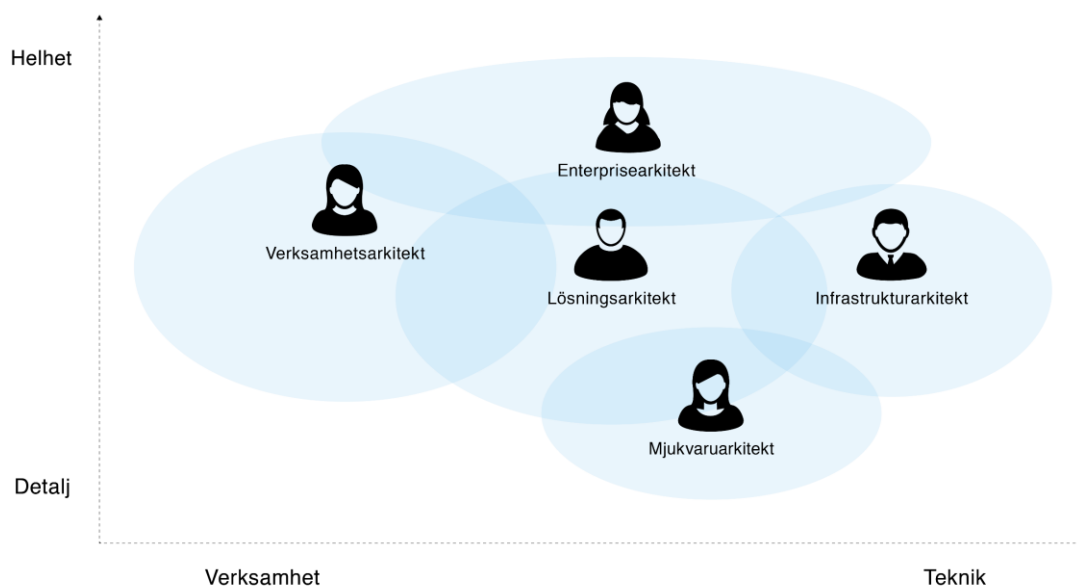 Helhet
Enterprisearkitekt
Verksamhetsarkitekt
Lösningsarkitekt
Infrastrukturarkitekt
Mjukvaruarkitekt
Detalj
Verksamhet
Teknik